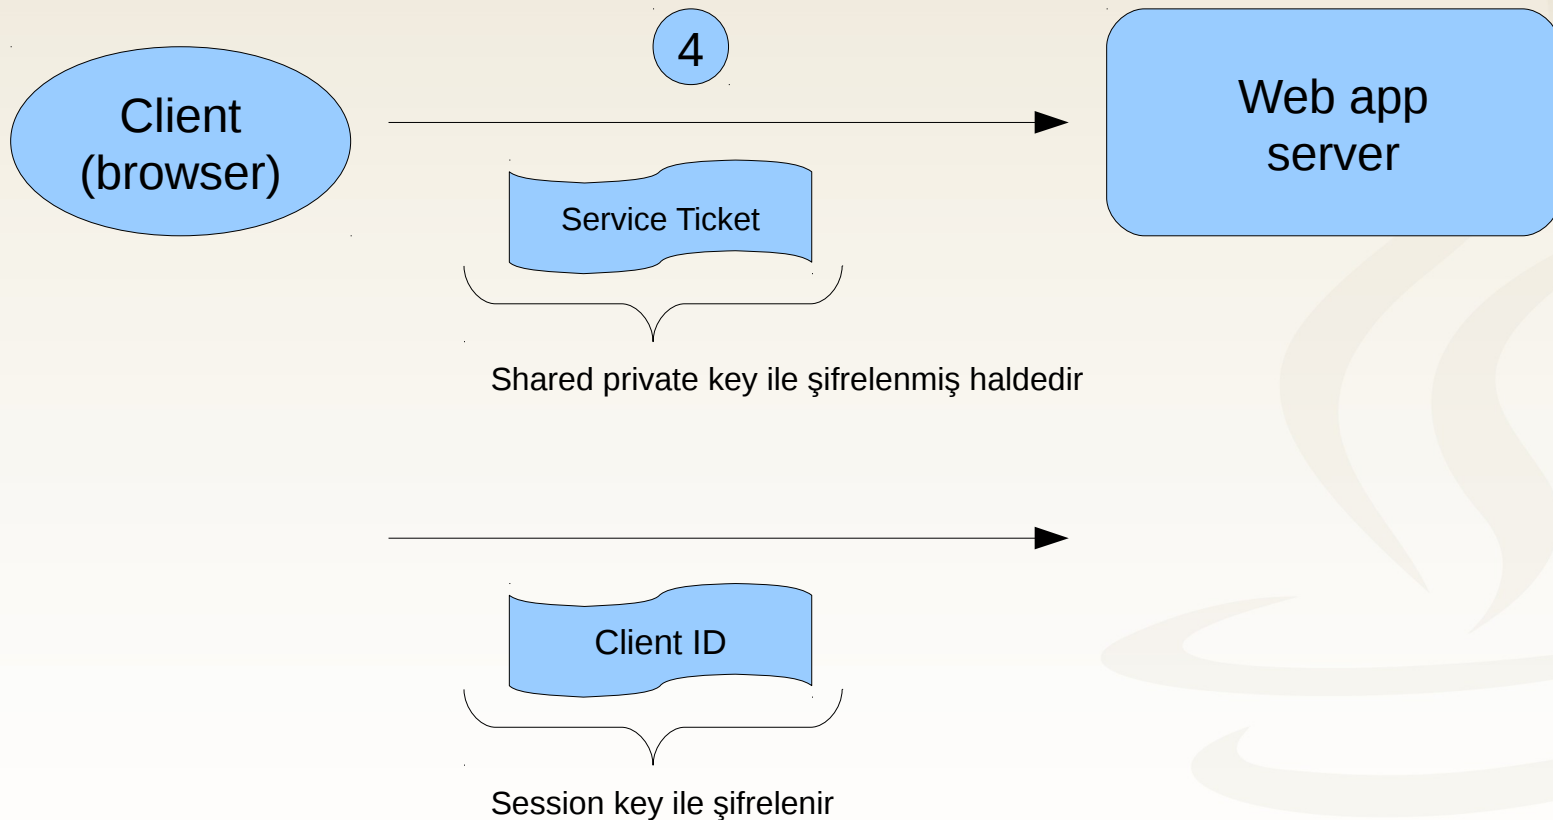 4
Client
(browser)
Web app
server
Service Ticket
Shared private key ile şifrelenmiş haldedir
Client ID
Session key ile şifrelenir